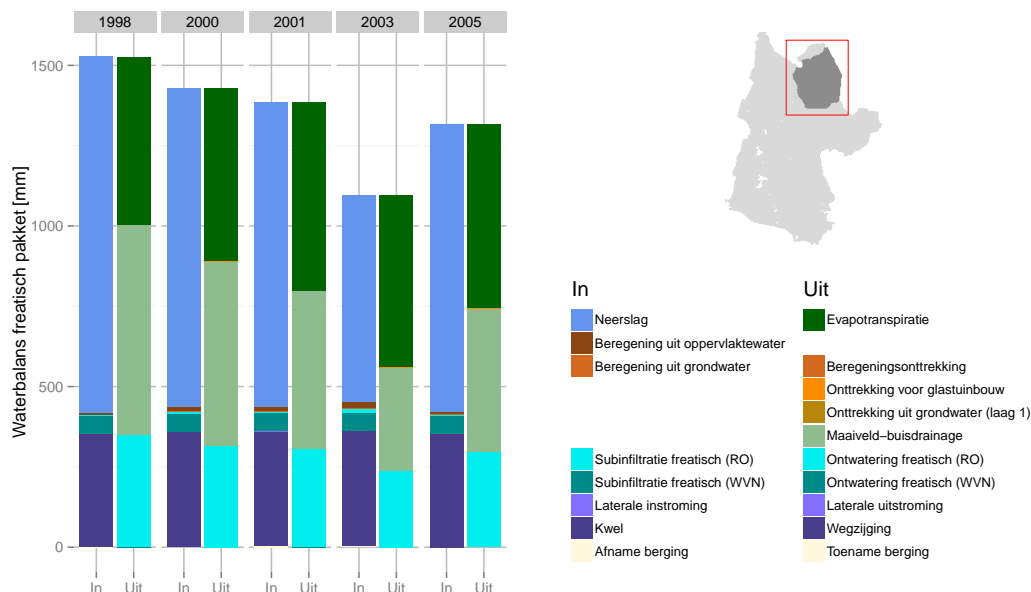 1998 2000 2001 2003 2005
Waterbalans freatisch pakket [mm]
1500
1000
500
0
In Uit In Uit In Uit In Uit In Uit
In
Neerslag
Beregening uit oppervlaktewater
Beregening uit grondwater
Subinfiltratie freatisch (RO)
Subinfiltratie freatisch (WVN)
Laterale instroming
Kwel
Afname berging
Uit
Evapotranspiratie
Beregeningsonttrekking
Onttrekking voor glastuinbouw
Onttrekking uit grondwater (laag 1)
Maaiveld−buisdrainage
Ontwatering freatisch (RO)
Ontwatering freatisch (WVN)
Laterale uitstroming
Wegzijging
Toename berging